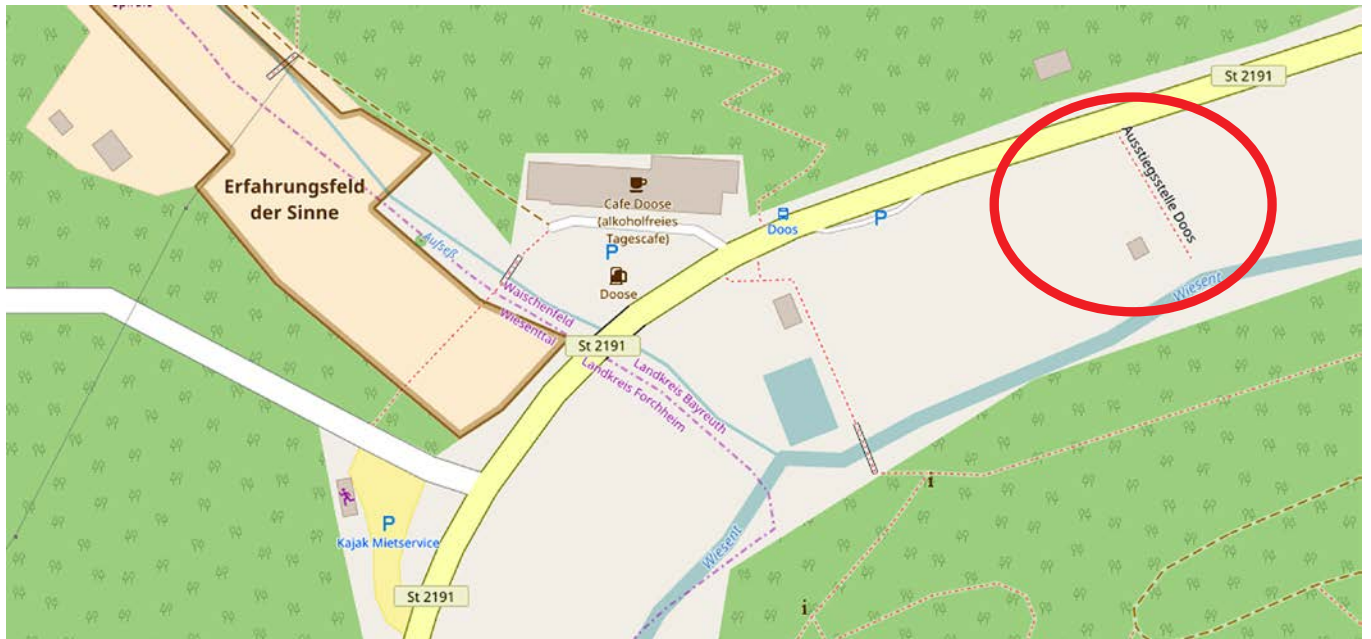 St 2191
Ausstiegsstelle Doos
Erfahrungsfeld
der Sinne
Cafe Doose
(alkoholfreies
Tagescafe)
P
Doos
P
Aufseß
Doose
Waischenfeld
Wiesenttal
Wiesent
St 2191
Landkreis Bayreuth
Landkreis Forchheim
i
P
Kajak Mietservice
Wiesent
St 2191
i